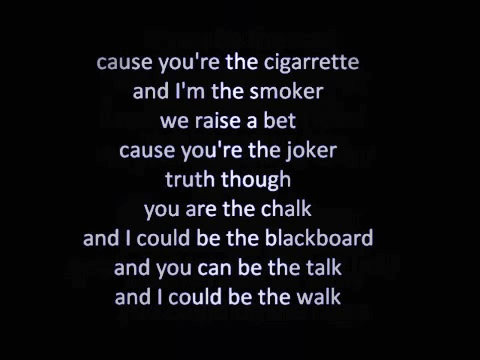 cause you're the cigarrette
and I'm the smoker
we raise a bet
cause you're the joker
truth though
you are the chalk
and I could be the blackboard
and you can be the talk
and I could be the walk